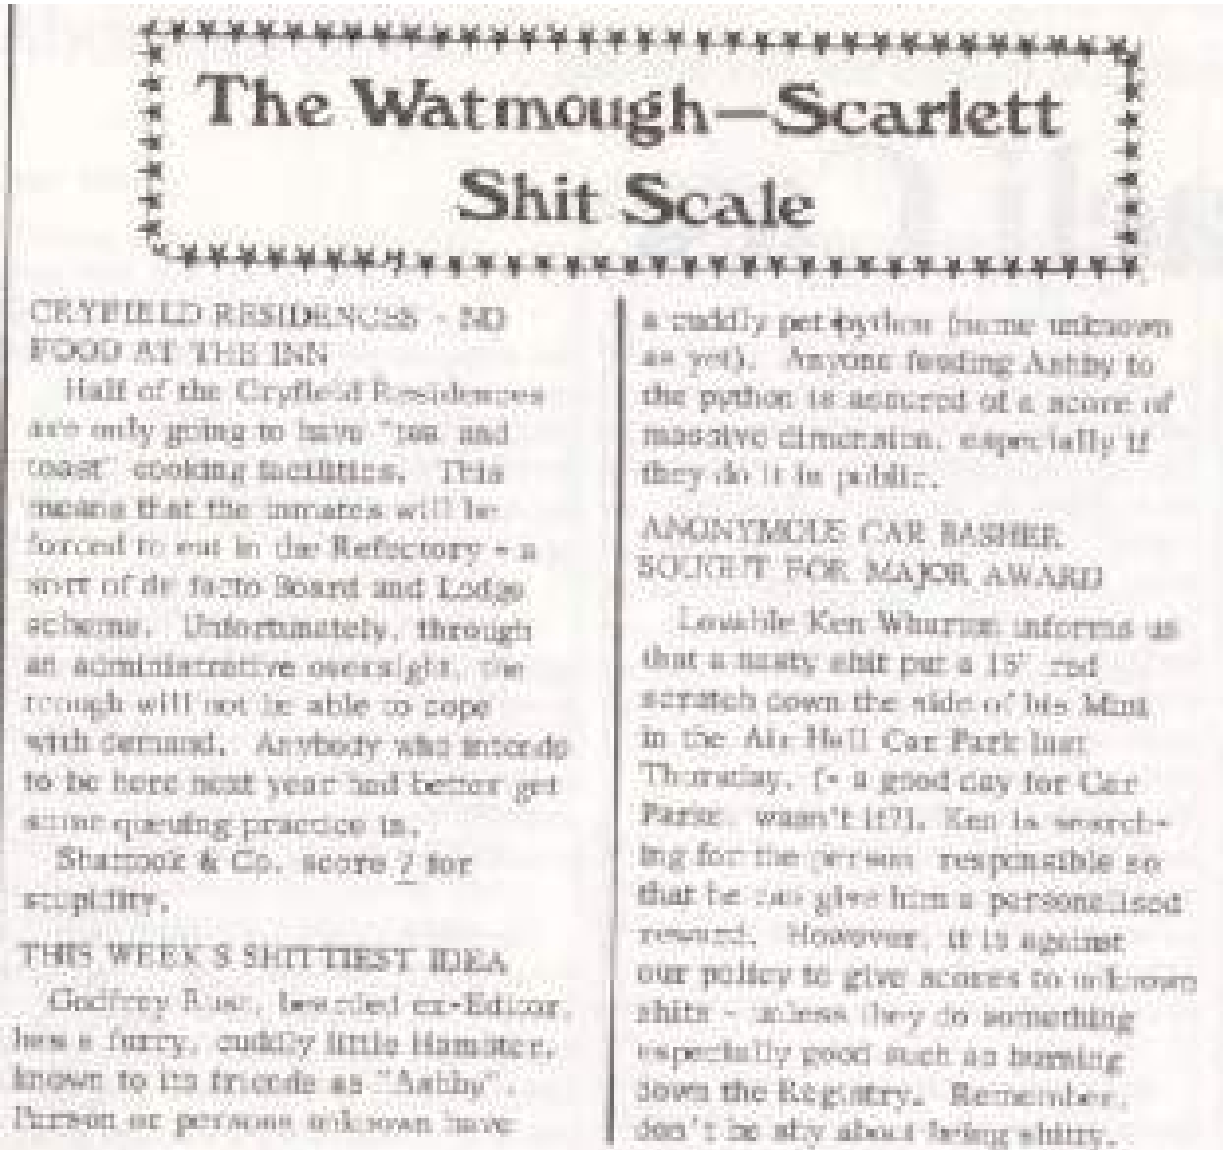 The Watmough—Scarlett
Shit Scale
CRYFIELD RESIDENCES - NO
FOOD AT THE INN
Half of the Cryfield Residences
are only going to have "tea and
toast" cooking facilities. This
means that the inmates will be
forced to eat in the Refectory - a
sort of de facto Board and Lodge
scheme. Unfortunately, through
an administrative oversight, the
trough will not be able to cope
with demand. Anybody who intends
to be here next year had better get
some queuing practice in.
Shattock & Co. score 7 for
stupidity.
THIS WEEK'S SHITTIEST IDEA
Godfrey Rust, bearded ex-Editor,
has a furry, cuddly little Hamster,
known to its friends as "Ashby".
Person or persons unknown have
a cuddly pet python (name unknown
as yet). Anyone feeding Ashby to
the python is assured of a score of
massive dimension, especially if
they do it in public.
ANONYMOUS CAR BASHER
SOUGHT FOR MAJOR AWARD
Lovable Ken Wharton informs us
that a nasty shit put a 15" red
scratch down the side of his Mini
in the Air Hall Car Park last
Thursday. (- a good day for Car
Parks, wasn't it?). Ken is search-
ing for the person responsible so
that he can give him a personalised
reward. However, it is against
our policy to give scores to unknown
shits - unless they do something
especially good such as burning
down the Registry. Remember,
don't be shy about being shitty.